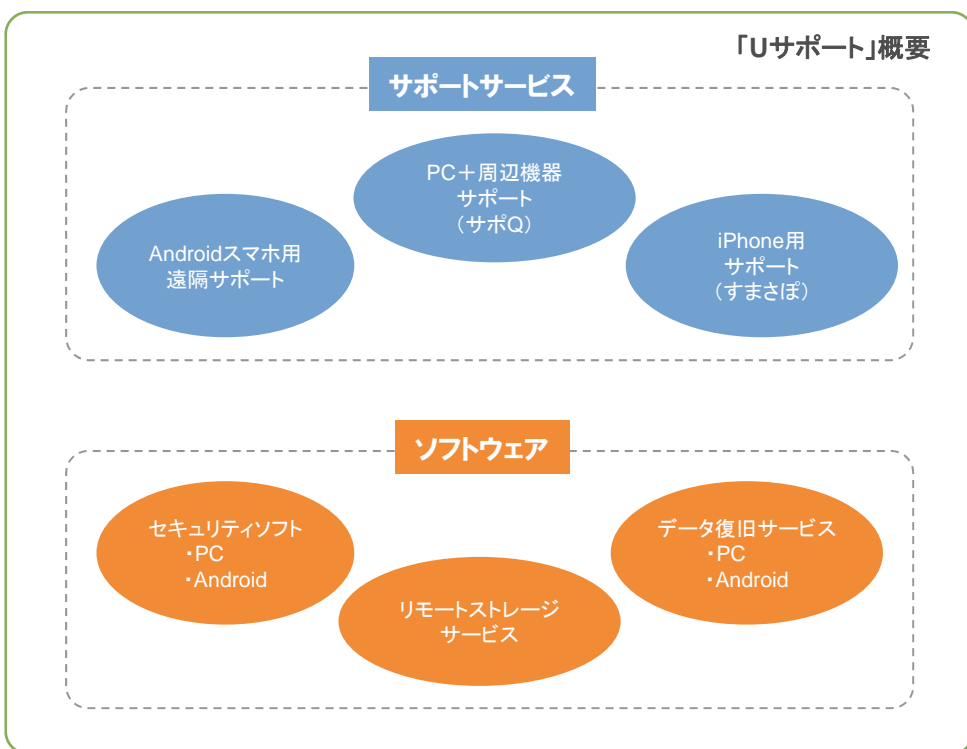 「Uサポート」概要
サポートサービス
PC＋周辺機器
サポート
（サポQ）
Androidスマホ用
遠隔サポート
iPhone用
サポート
（すまさぽ）
ソフトウェア
セキュリティソフト
・PC
・Android
データ復旧サービス
・PC
・Android
リモートストレージ
サービス